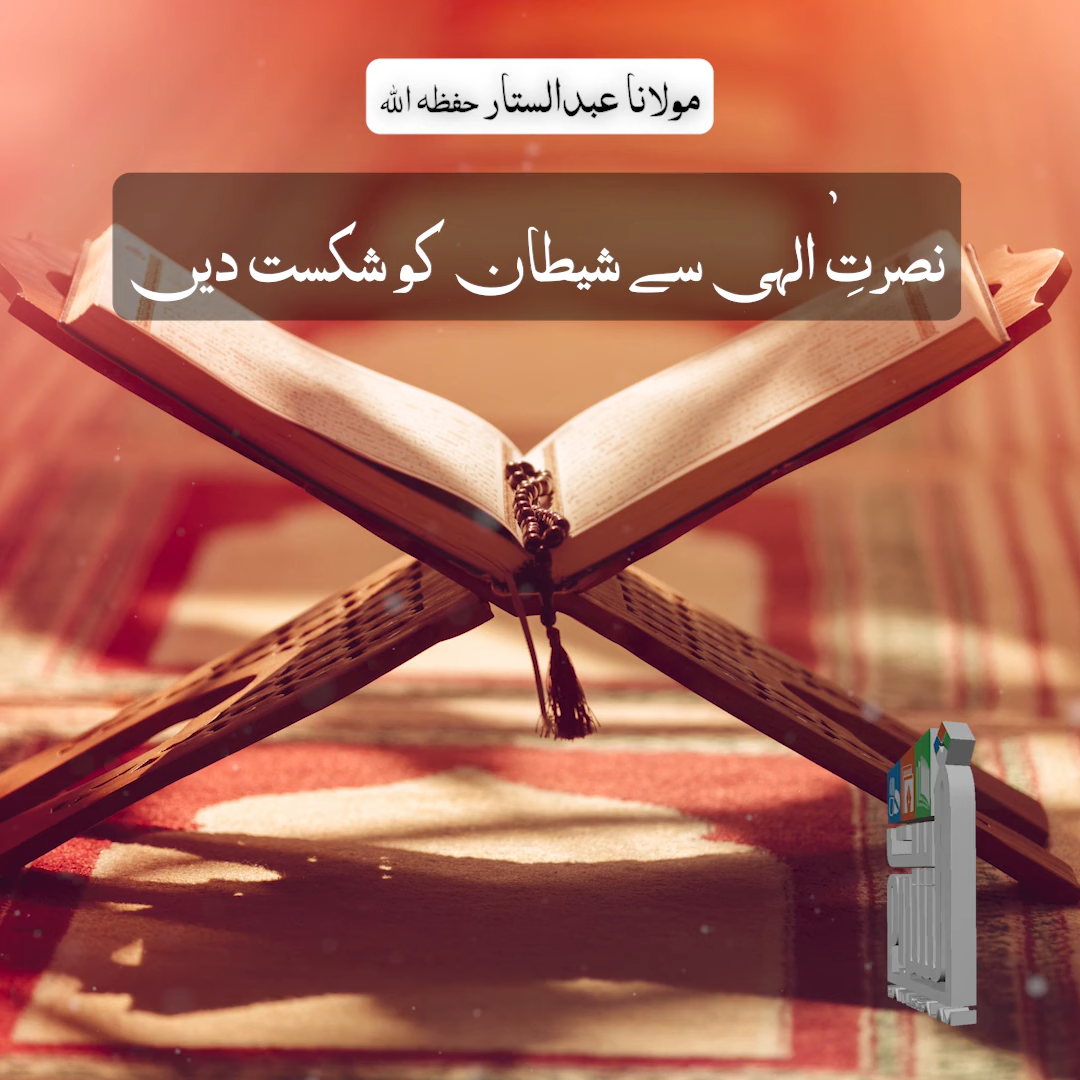 مولانا عبدالستار حفظہ اللہ
نصرتِ الٰہی سے شیطان کو شکست دیں